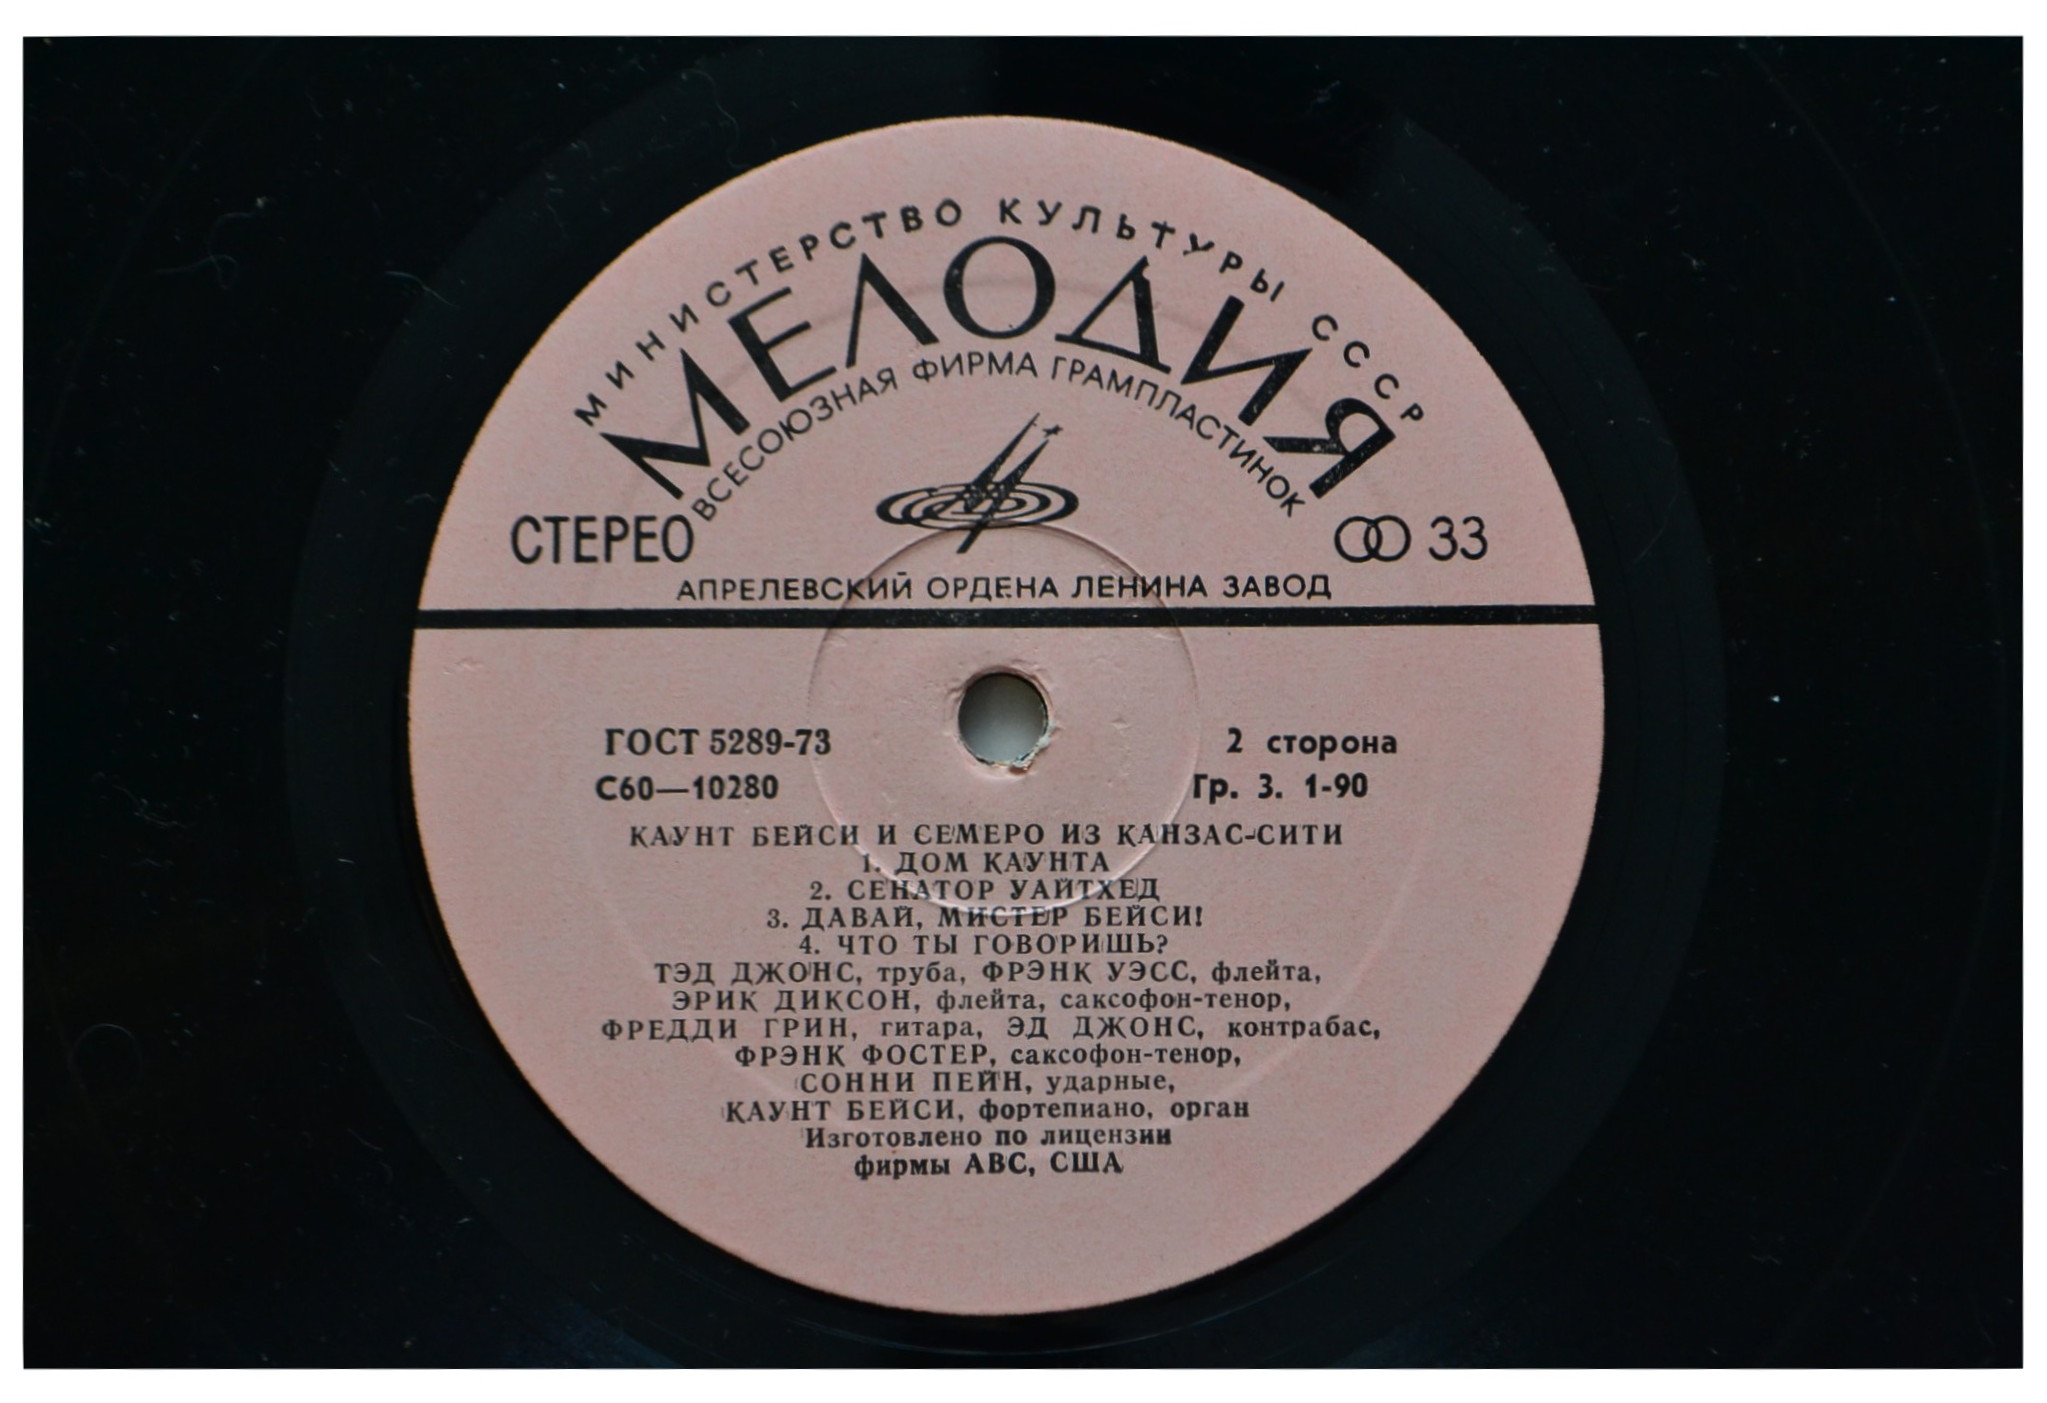 МИНИСТЕРСТВО КУЛЬТУРЫ СССР
МЕЛОДИЯ
ВСЕСОЮЗНАЯ ФИРМА ГРАМПЛАСТИНОК
СТЕРЕО 33
АПРЕЛЕВСКИЙ ОРДЕНА ЛЕНИНА ЗАВОД
ГОСТ 5289-73 2 сторона
С60—10280 Гр. 3. 1-90
КАУНТ БЕЙСИ И СЕМЕРО ИЗ КАНЗАС-СИТИ
1. ДОМ КАУНТА
2. СЕНАТОР УАЙТХЕД
3. ДАВАЙ, МИСТЕР БЕЙСИ!
4. ЧТО ТЫ ГОВОРИШЬ?
ТЭД ДЖОНС, труба, ФРЭНК УЭСС, флейта,
ЭРИК ДИКСОН, флейта, саксофон-тенор,
ФРЕДДИ ГРИН, гитара, ЭД ДЖОНС, контрабас,
ФРЭНК ФОСТЕР, саксофон-тенор,
СОННИ ПЕЙН, ударные,
КАУНТ БЕЙСИ, фортепиано, орган
Изготовлено по лицензии
фирмы АВС, США